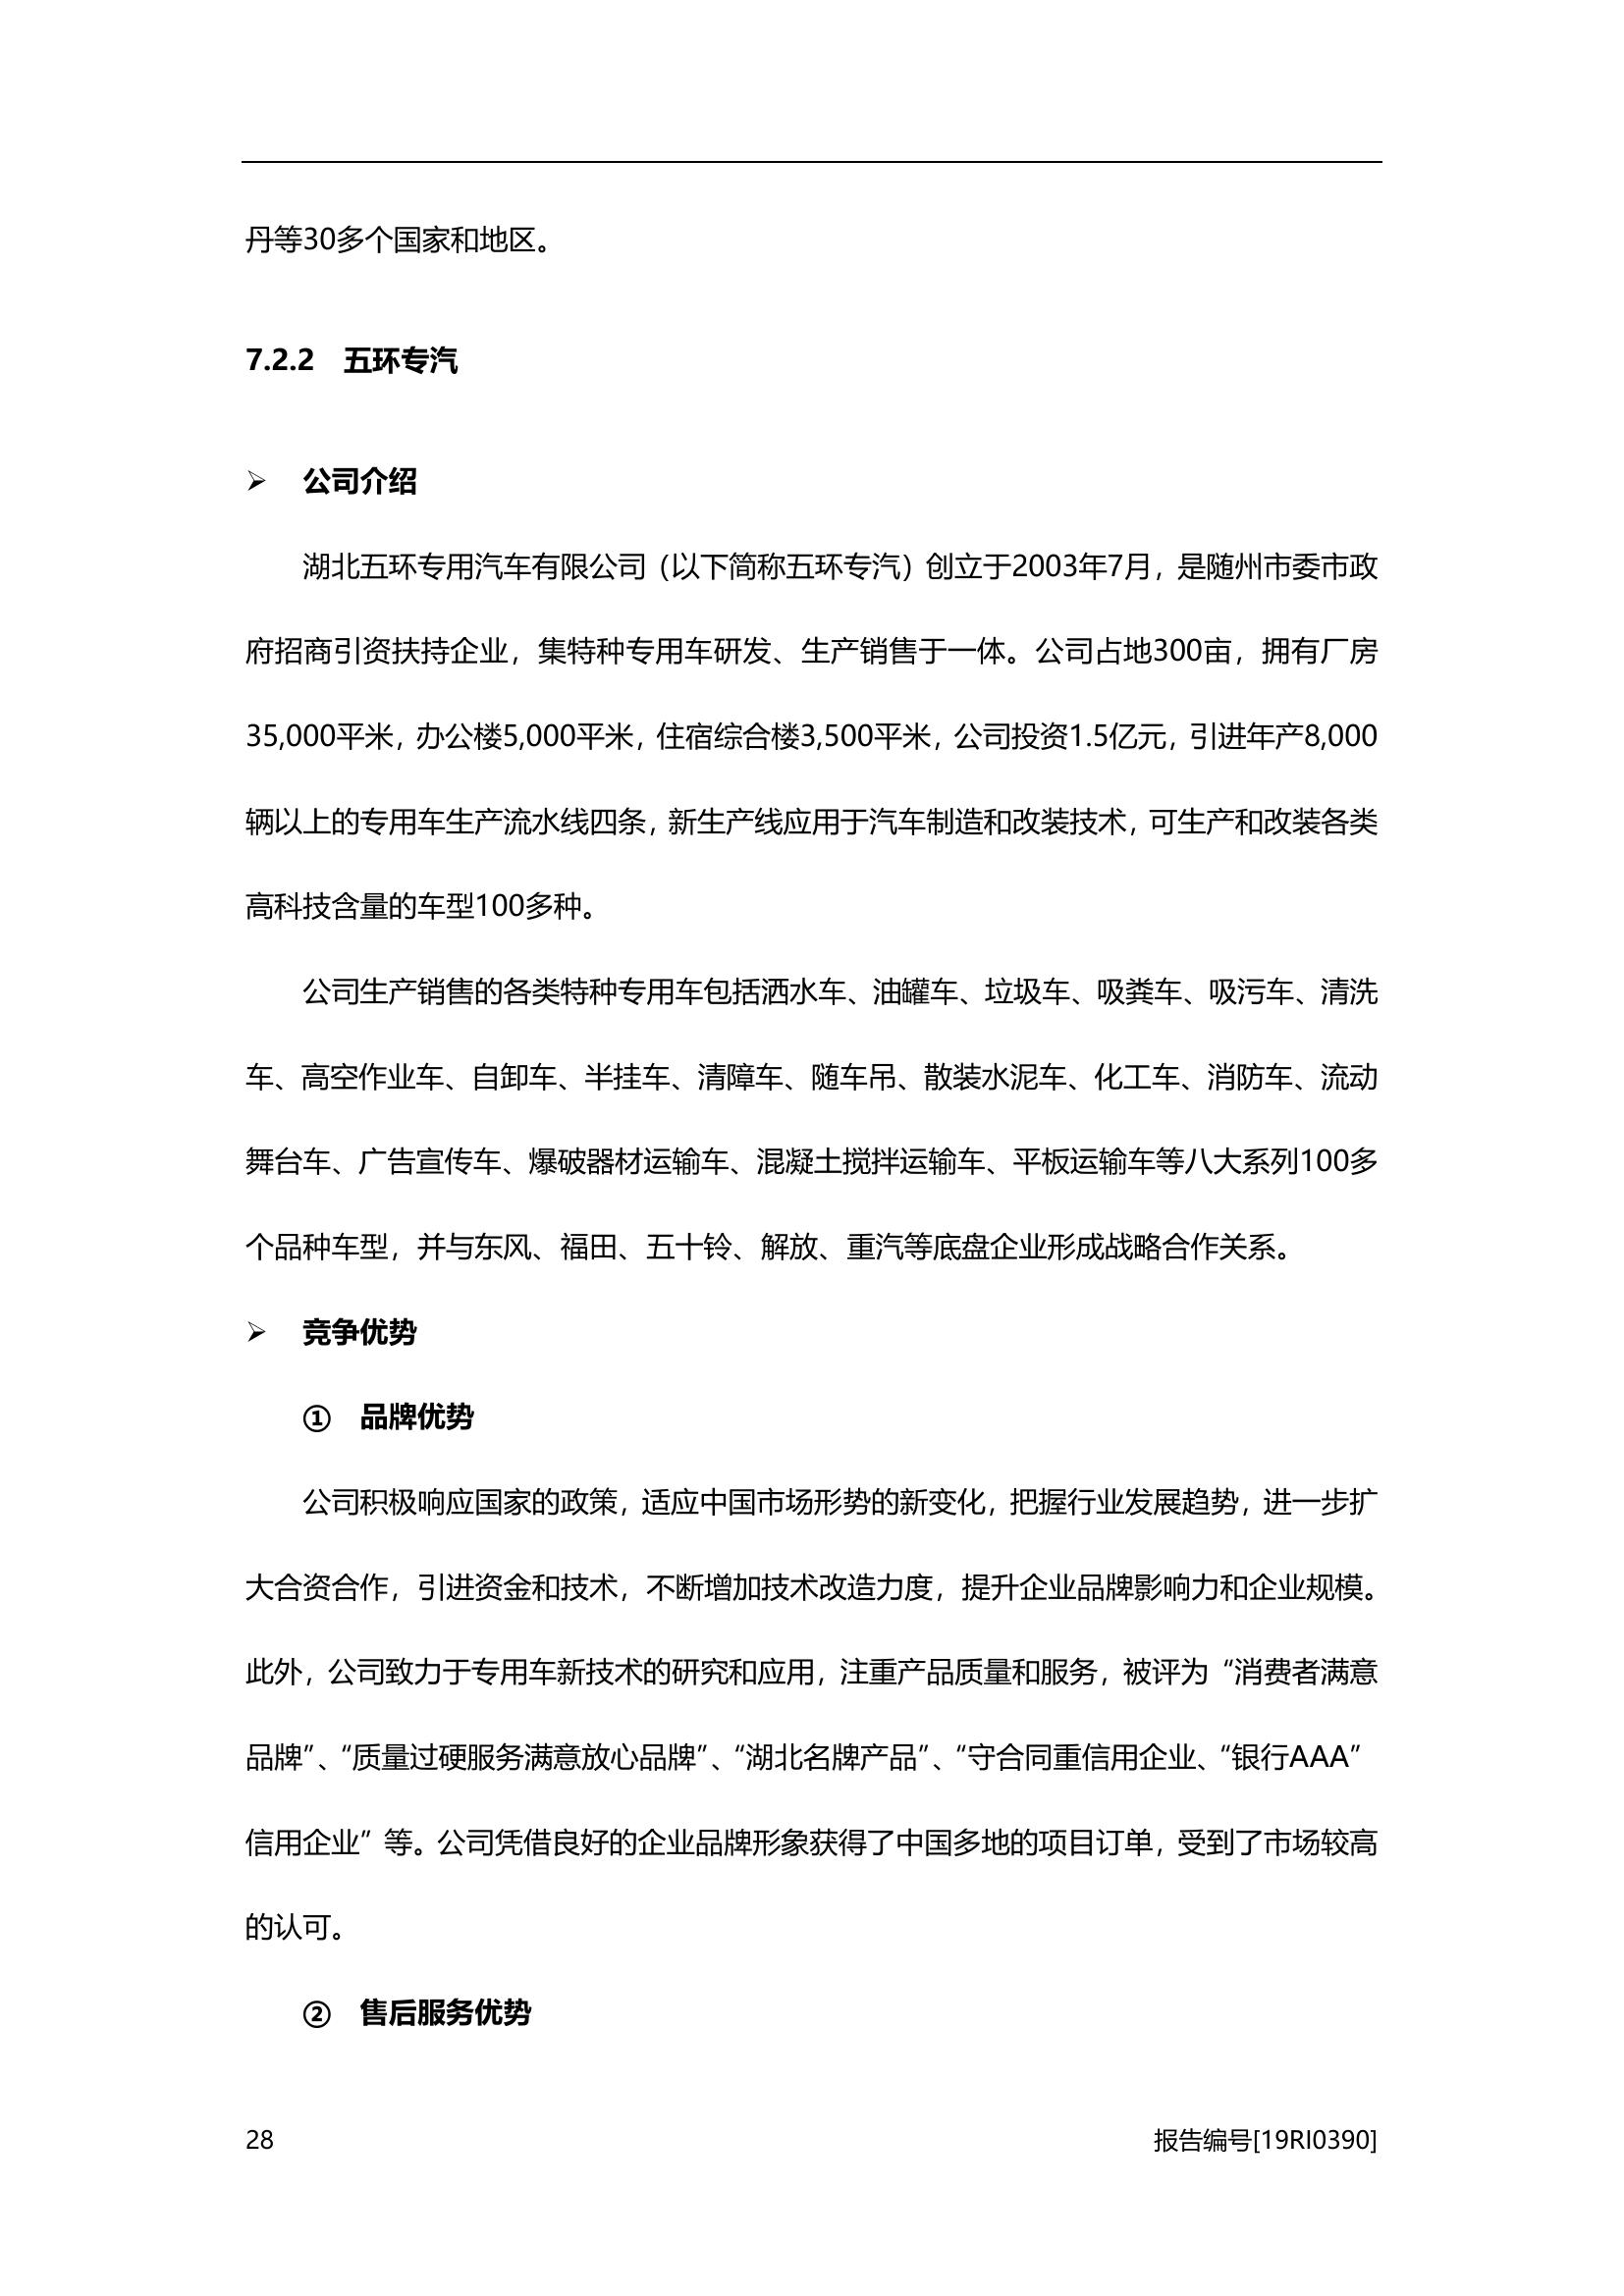 丹等30多个国家和地区。
7.2.2 五环专汽
➢ 公司介绍
湖北五环专用汽车有限公司（以下简称五环专汽）创立于2003年7月，是随州市委市政
府招商引资扶持企业，集特种专用车研发、生产销售于一体。公司占地300亩，拥有厂房
35,000平米，办公楼5,000平米，住宿综合楼3,500平米，公司投资1.5亿元，引进年产8,000
辆以上的专用车生产流水线四条，新生产线应用于汽车制造和改装技术，可生产和改装各类
高科技含量的车型100多种。
公司生产销售的各类特种专用车包括洒水车、油罐车、垃圾车、吸粪车、吸污车、清洗
车、高空作业车、自卸车、半挂车、清障车、随车吊、散装水泥车、化工车、消防车、流动
舞台车、广告宣传车、爆破器材运输车、混凝土搅拌运输车、平板运输车等八大系列100多
个品种车型，并与东风、福田、五十铃、解放、重汽等底盘企业形成战略合作关系。
➢ 竞争优势
① 品牌优势
公司积极响应国家的政策，适应中国市场形势的新变化，把握行业发展趋势，进一步扩
大合资合作，引进资金和技术，不断增加技术改造力度，提升企业品牌影响力和企业规模。
此外，公司致力于专用车新技术的研究和应用，注重产品质量和服务，被评为“消费者满意
品牌”、“质量过硬服务满意放心品牌”、“湖北名牌产品”、“守合同重信用企业、“银行AAA”
信用企业”等。公司凭借良好的企业品牌形象获得了中国多地的项目订单，受到了市场较高
的认可。
② 售后服务优势
28 报告编号[19RI0390]